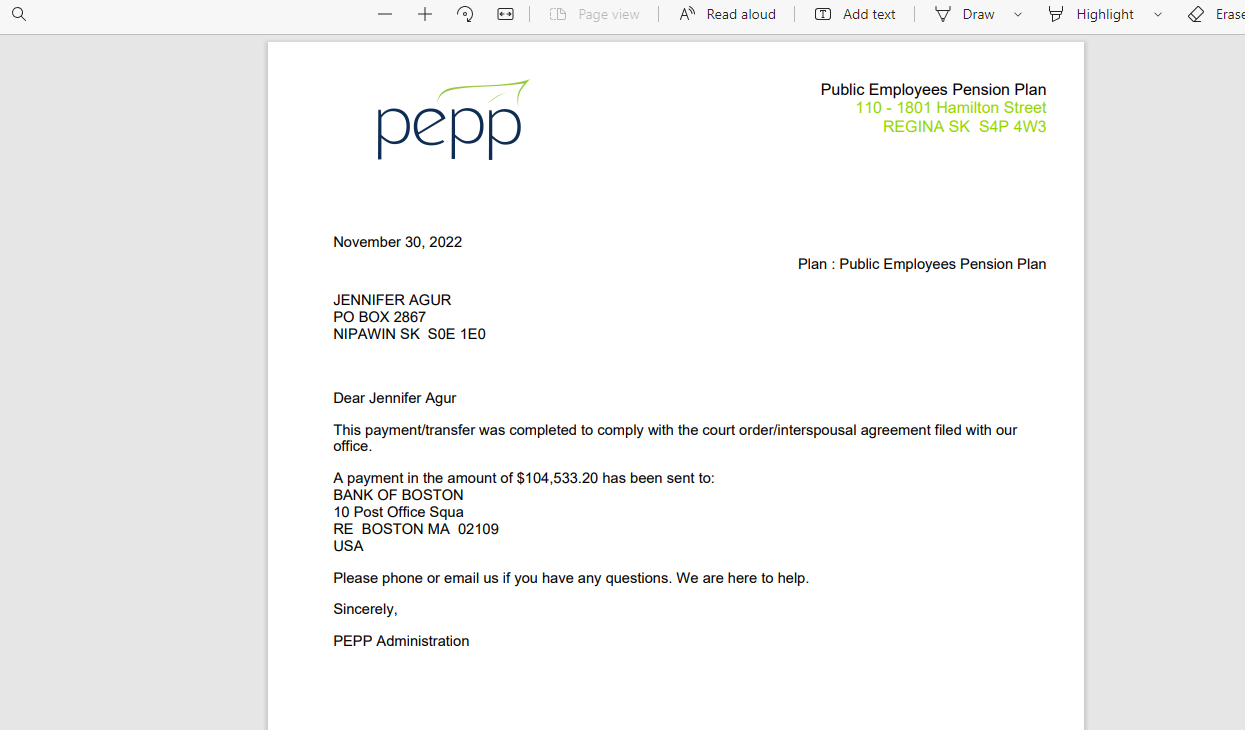 Page view
Read aloud
Add text
Draw
Highlight
Erase
pepp
Public Employees Pension Plan
110 - 1801 Hamilton Street
REGINA SK  S4P 4W3
November 30, 2022
Plan : Public Employees Pension Plan
JENNIFER AGUR
PO BOX 2867
NIPAWIN SK  S0E 1E0
Dear Jennifer Agur
This payment/transfer was completed to comply with the court order/interspousal agreement filed with our
office.
A payment in the amount of $104,533.20 has been sent to:
BANK OF BOSTON
10 Post Office Squa
RE  BOSTON MA  02109
USA
Please phone or email us if you have any questions. We are here to help.
Sincerely,
PEPP Administration